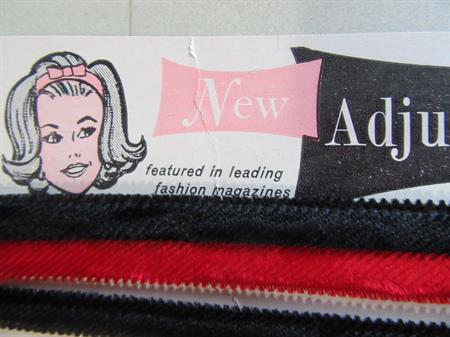 New
Adju
featured in leading
fashion magazines